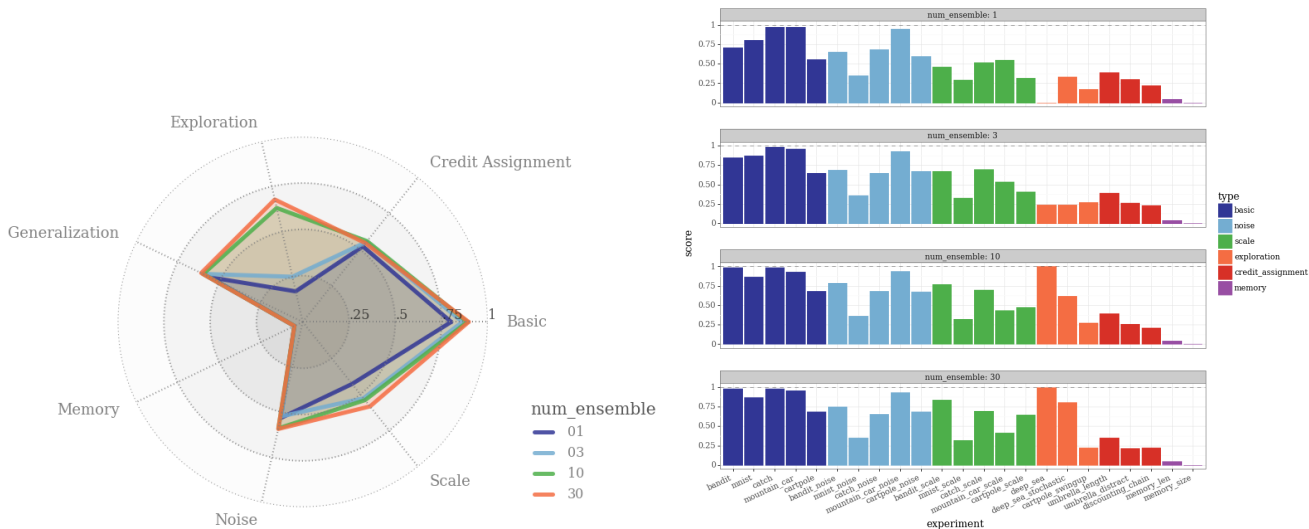 Exploration
Credit Assignment
Generalization
.25
.5
.75
1
Basic
Memory
Scale
Noise
num_ensemble
01
03
10
30
num_ensemble: 1
1
0.75
0.50
0.25
0
num_ensemble: 3
1
0.75
0.50
0.25
0
num_ensemble: 10
1
0.75
0.50
0.25
0
num_ensemble: 30
1
0.75
0.50
0.25
0
score
bandit
mnist
catch
mountain_car
cartpole
bandit_noise
mnist_noise
catch_noise
mountain_car_noise
cartpole_noise
bandit_scale
mnist_scale
catch_scale
mountain_car_scale
cartpole_scale
deep_sea
deep_sea_stochastic
cartpole_swingup
umbrella_length
umbrella_distract
discounting_chain
memory_len
memory_size
experiment
type
basic
noise
scale
exploration
credit_assignment
memory